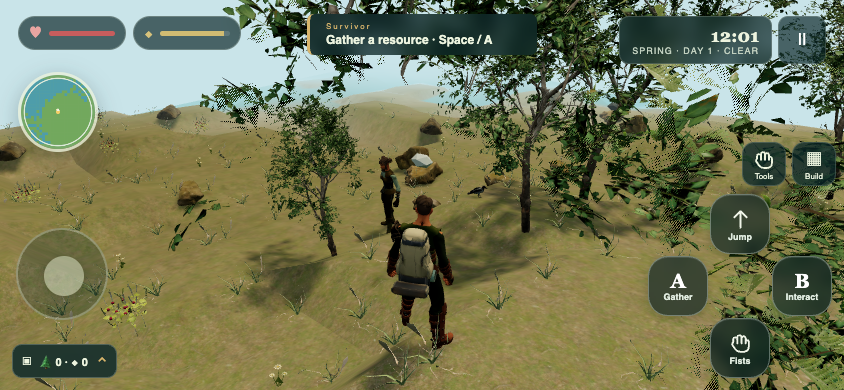 Survivor
Gather a resource · Space / A
12:01
SPRING · DAY 1 · CLEAR
Tools
Build
Jump
A
Gather
B
Interact
Fists
0 · ◆ 0